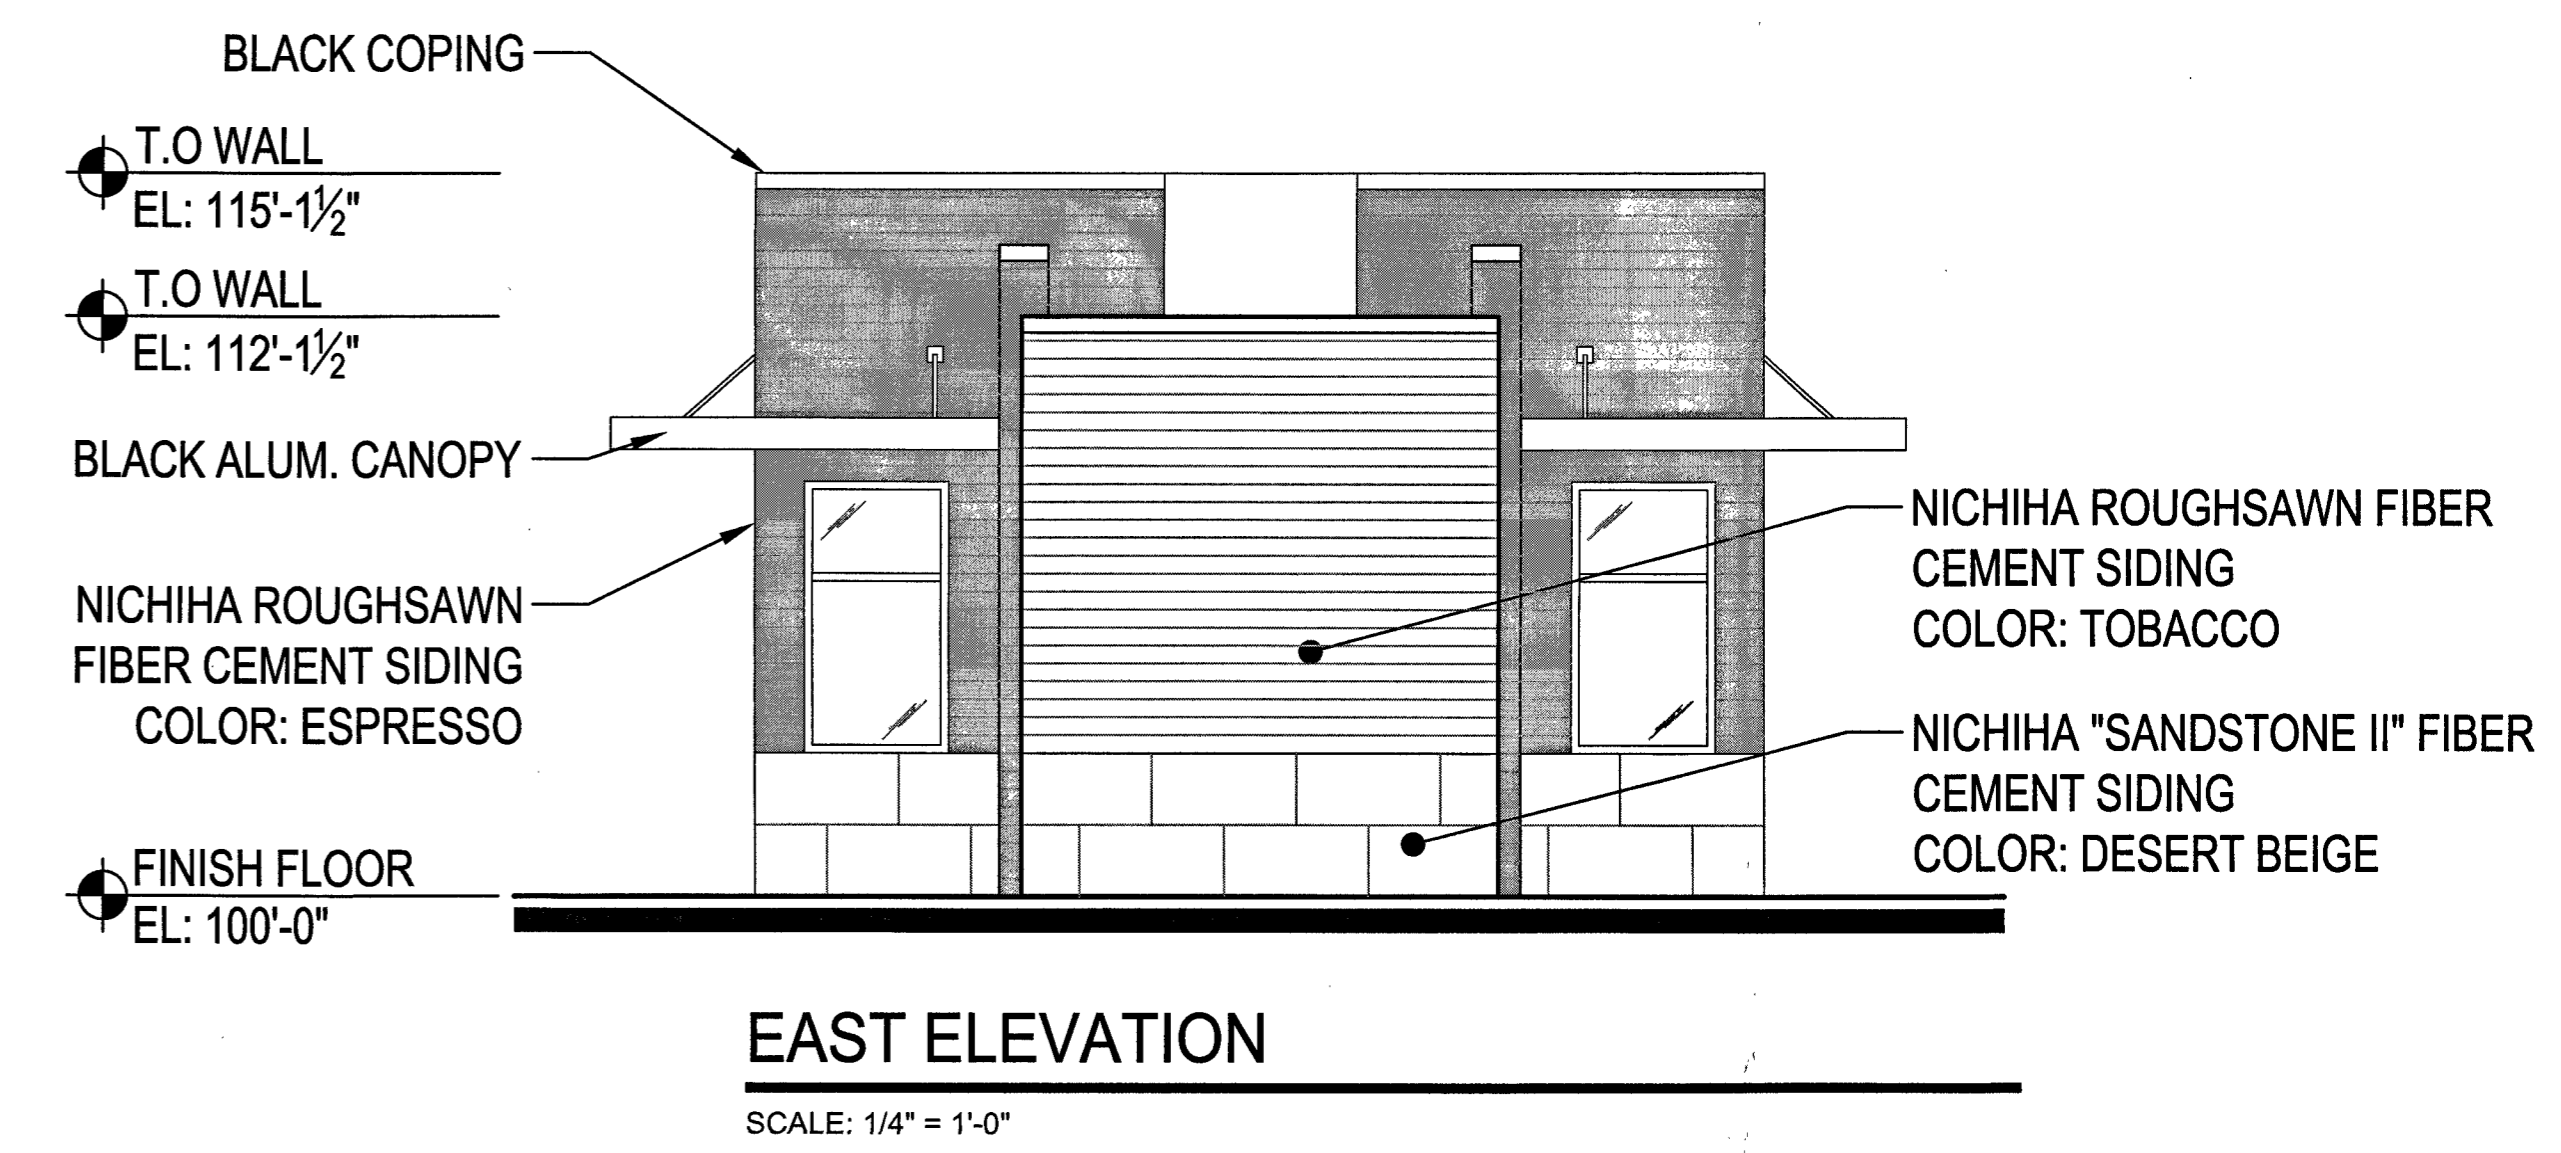 BLACK COPING
T.O WALL
EL: 115'-1½"
T.O WALL
EL: 112'-1½"
BLACK ALUM. CANOPY
NICHIHA ROUGHSAWN
FIBER CEMENT SIDING
COLOR: ESPRESSO
FINISH FLOOR
EL: 100'-0"
NICHIHA ROUGHSAWN FIBER
CEMENT SIDING
COLOR: TOBACCO
NICHIHA "SANDSTONE II" FIBER
CEMENT SIDING
COLOR: DESERT BEIGE
EAST ELEVATION
SCALE: 1/4" = 1'-0"